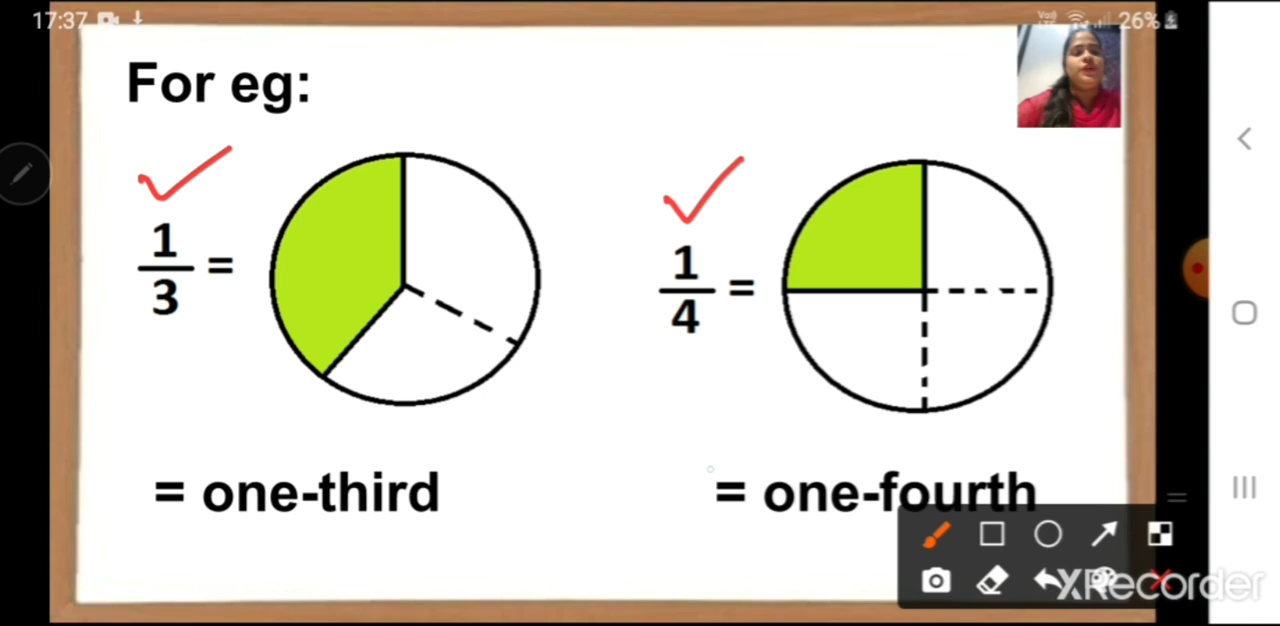 17:37
26%
For eg:
1/3 =
1/4 =
= one-third
= one-fourth
XRecorder